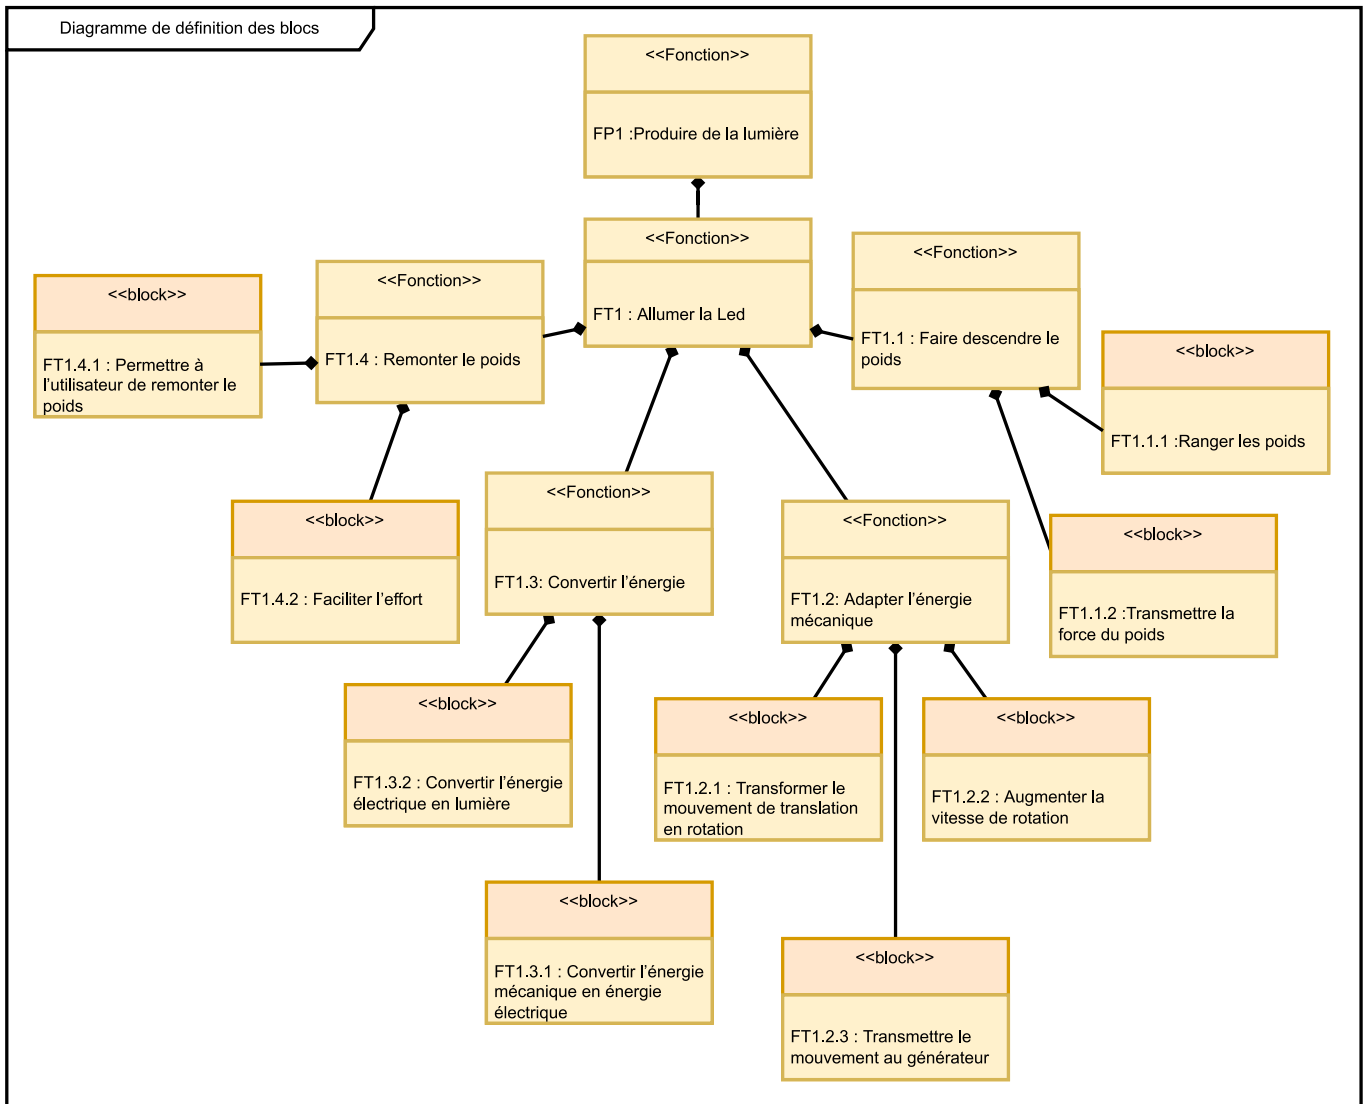 Diagramme de définition des blocs
<<Fonction>>
FP1 :Produire de la lumière
<<Fonction>>
FT1 : Allumer la Led
<<Fonction>>
FT1.1 : Faire descendre le
poids
<<Fonction>>
FT1.4 : Remonter le poids
<<block>>
FT1.4.1 : Permettre à
l'utilisateur de remonter le
poids
<<block>>
FT1.1.1 :Ranger les poids
<<block>>
FT1.4.2 : Faciliter l'effort
<<Fonction>>
FT1.3: Convertir l'énergie
<<Fonction>>
FT1.2: Adapter l'énergie
mécanique
<<block>>
FT1.1.2 :Transmettre la
force du poids
<<block>>
FT1.3.2 : Convertir l'énergie
électrique en lumière
<<block>>
FT1.2.1 : Transformer le
mouvement de translation
en rotation
<<block>>
FT1.2.2 : Augmenter la
vitesse de rotation
<<block>>
FT1.3.1 : Convertir l'énergie
mécanique en énergie
électrique
<<block>>
FT1.2.3 : Transmettre le
mouvement au générateur